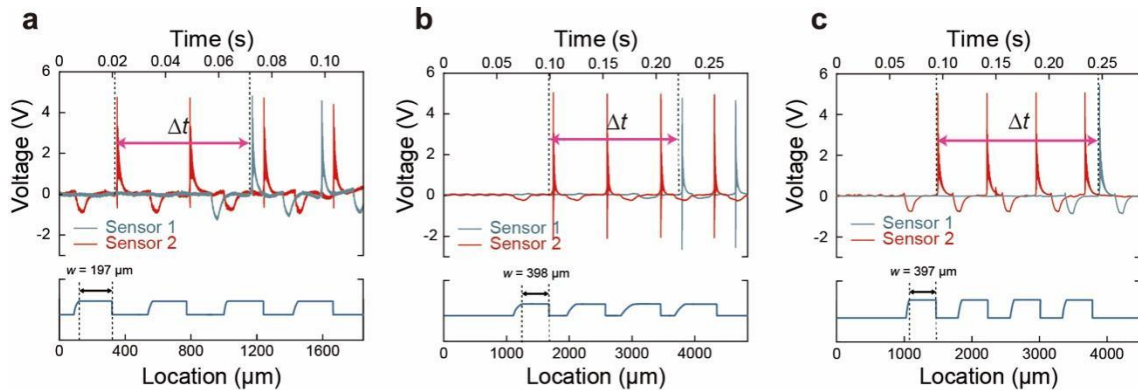 a
Time (s)
0 0.02 0.04 0.06 0.08 0.10
Voltage (V)
6
4
2
0
-2
Δt
Sensor 1
Sensor 2
w = 197 μm
0 400 800 1200 1600
Location (μm)
b
Time (s)
0 0.05 0.10 0.15 0.20 0.25
Voltage (V)
6
4
2
0
-2
Δt
Sensor 1
Sensor 2
w = 398 μm
0 1000 2000 3000 4000
Location (μm)
c
Time (s)
0 0.05 0.10 0.15 0.20 0.25
Voltage (V)
6
4
2
0
-2
Δt
Sensor 1
Sensor 2
w = 397 μm
0 1000 2000 3000 4000
Location (μm)